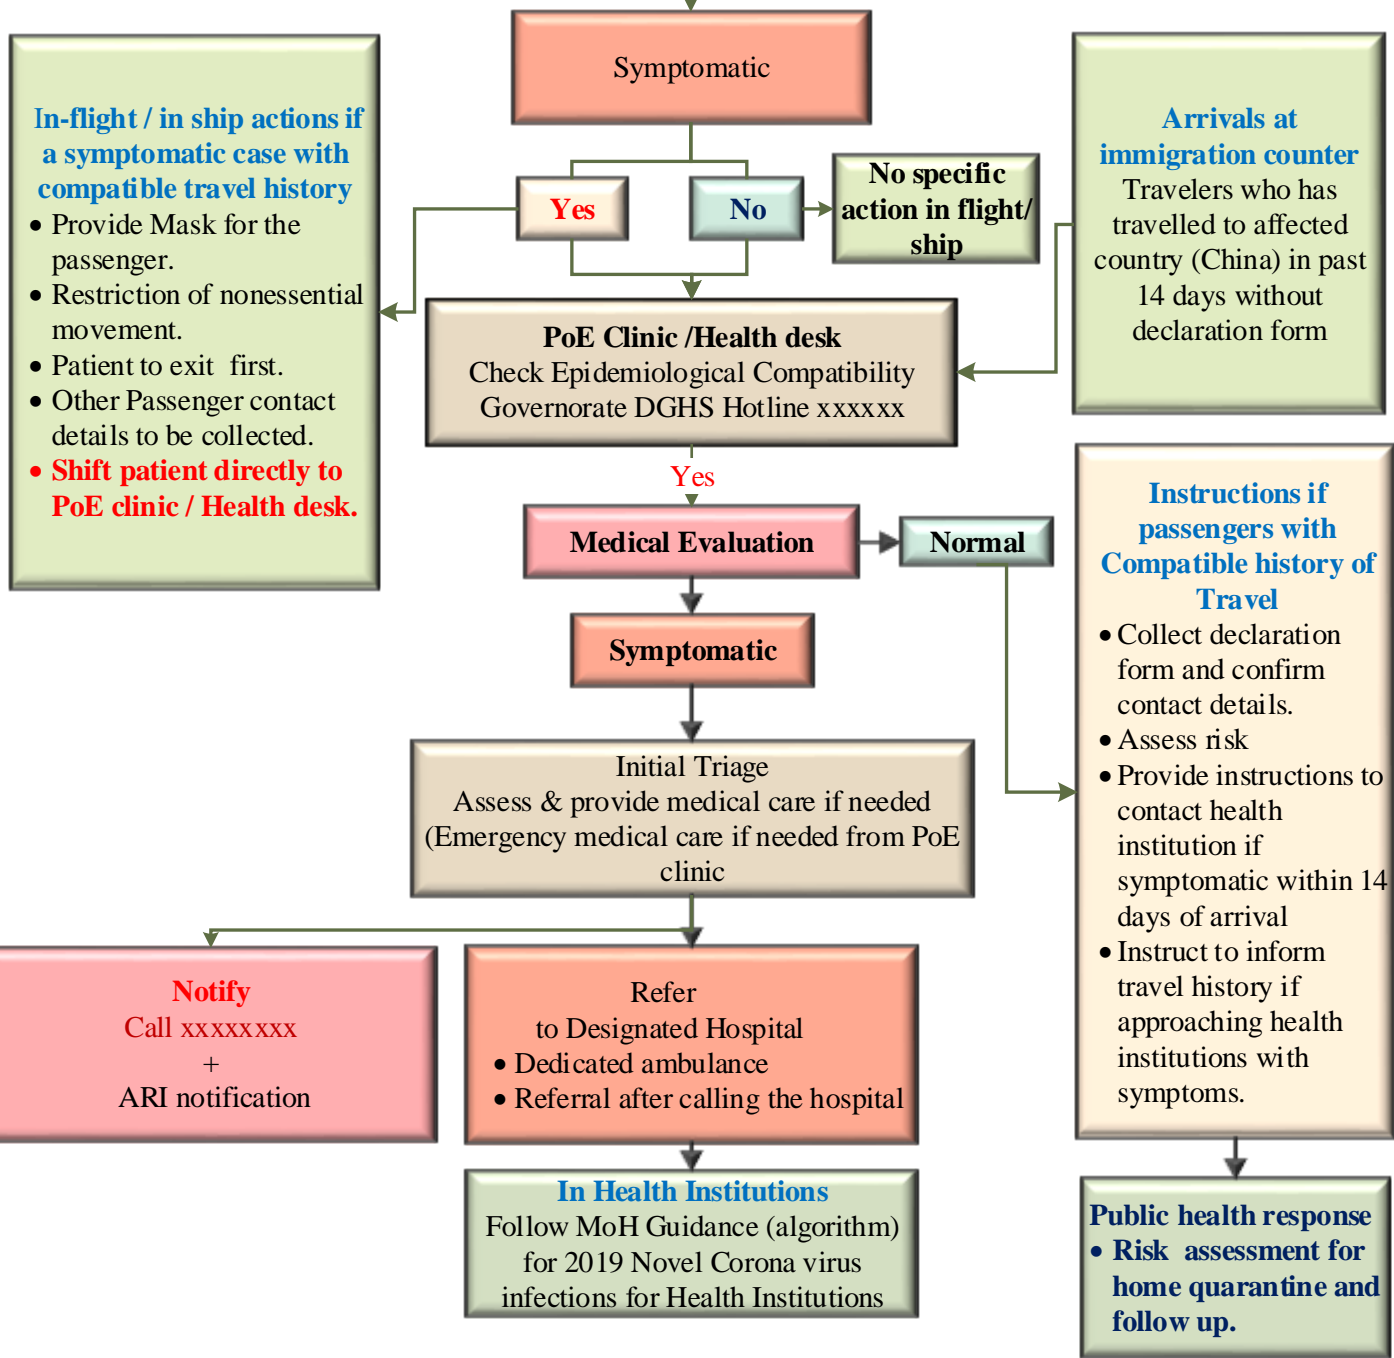 Symptomatic
In-flight / in ship actions if
a symptomatic case with
compatible travel history
• Provide Mask for the
passenger.
• Restriction of nonessential
movement.
• Patient to exit first.
• Other Passenger contact
details to be collected.
• Shift patient directly to
PoE clinic / Health desk.
Yes
No
No specific
action in flight/
ship
Arrivals at
immigration counter
Travelers who has
travelled to affected
country (China) in past
14 days without
declaration form
PoE Clinic /Health desk
Check Epidemiological Compatibility
Governorate DGHS Hotline xxxxxx
Yes
Medical Evaluation
Normal
Symptomatic
Instructions if
passengers with
Compatible history of
Travel
• Collect declaration
form and confirm
contact details.
• Assess risk
• Provide instructions to
contact health
institution if
symptomatic within 14
days of arrival
• Instruct to inform
travel history if
approaching health
institutions with
symptoms.
Initial Triage
Assess & provide medical care if needed
(Emergency medical care if needed from PoE
clinic
Notify
Call xxxxxxxx
+
ARI notification
Refer
to Designated Hospital
• Dedicated ambulance
• Referral after calling the hospital
In Health Institutions
Follow MoH Guidance (algorithm)
for 2019 Novel Corona virus
infections for Health Institutions
Public health response
• Risk assessment for
home quarantine and
follow up.